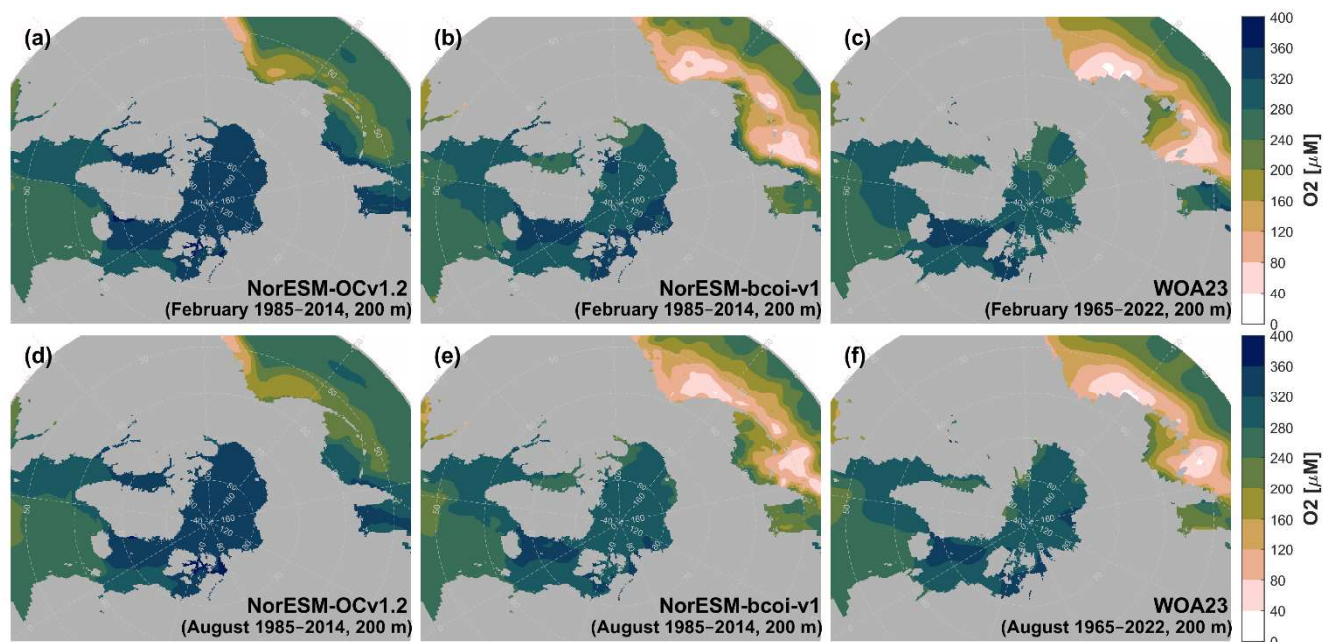 (a)
NorESM-OCv1.2
(February 1985–2014, 200 m)
(b)
NorESM-bcoi-v1
(February 1985–2014, 200 m)
(c)
WOA23
(February 1965–2022, 200 m)
400
360
320
280
240
200
160
120
80
40
0
O2 [µM]
(d)
NorESM-OCv1.2
(August 1985–2014, 200 m)
(e)
NorESM-bcoi-v1
(August 1985–2014, 200 m)
(f)
WOA23
(August 1965–2022, 200 m)
400
360
320
280
240
200
160
120
80
40
0
O2 [µM]